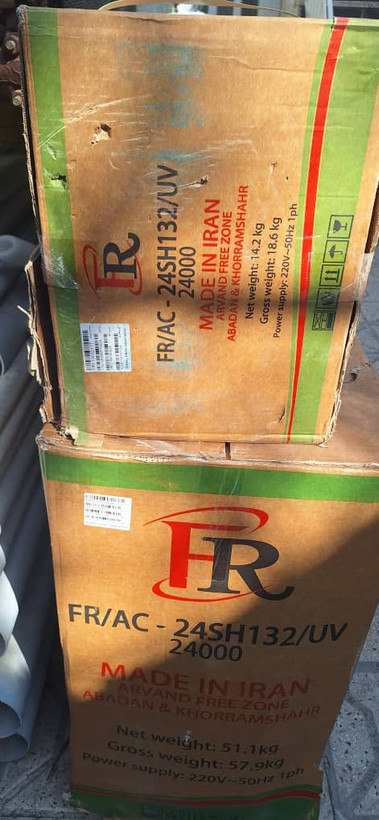 FR
FR/AC - 24SH132/UV
24000
MADE IN IRAN
ARVAND FREE ZONE
ABADAN & KHORRAMSHAHR
Net weight: 14.2 kg
Gross weight: 18.6 kg
Power supply: 220V~50Hz 1ph
FR
FR/AC - 24SH132/UV
24000
MADE IN IRAN
ARVAND FREE ZONE
ABADAN & KHORRAMSHAHR
Net weight: 51.1kg
Gross weight: 57.9kg
Power supply: 220V~50Hz 1ph